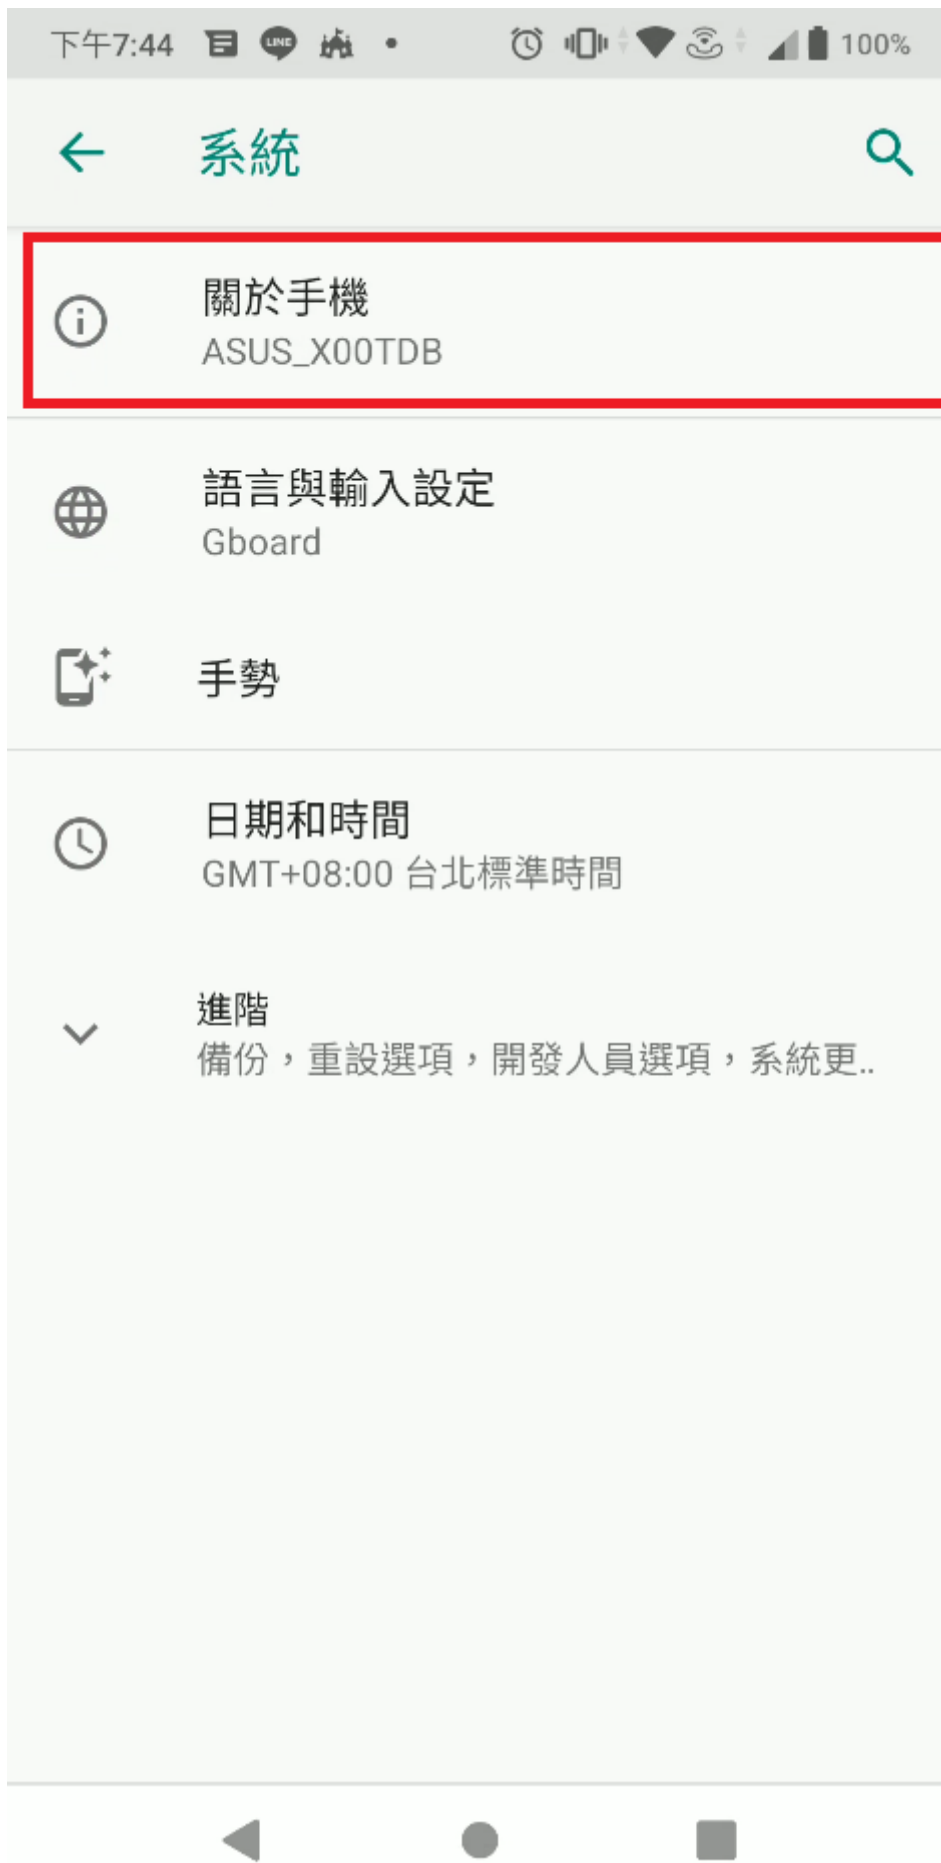 下午7:44 LINE 100%
系統
關於手機
ASUS_X00TDB
語言與輸入設定
Gboard
手勢
日期和時間
GMT+08:00 台北標準時間
進階
備份，重設選項，開發人員選項，系統更..